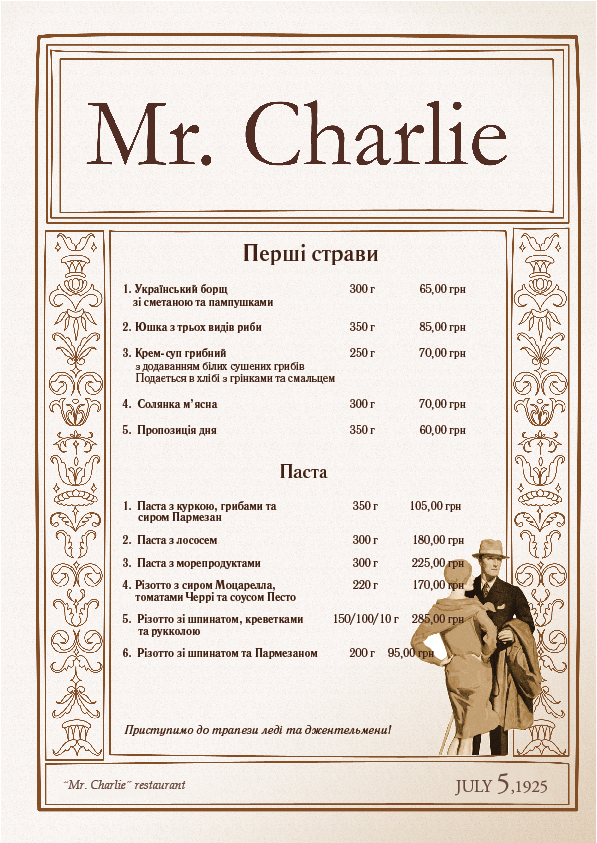 Mr. Charlie
Перші страви
1. Український борщ 300 г 65,00 грн
зі сметаною та пампушками
2. Юшка з трьох видів риби 350 г 85,00 грн
3. Крем-суп грибний 250 г 70,00 грн
з додаванням білих сушених грибів
Подається в хлібі з грінками та смальцем
4. Солянка м’ясна 300 г 70,00 грн
5. Пропозиція дня 350 г 60,00 грн
Паста
1. Паста з куркою, грибами та 350 г 105,00 грн
сиром Пармезан
2. Паста з лососем 300 г 180,00 грн
3. Паста з морепродуктами 300 г 225,00 грн
4. Різотто з сиром Моцарелла, 220 г 170,00 грн
томатами Черрі та соусом Песто
5. Різотто зі шпинатом, креветками 150/100/10 г 285,00 грн
та рукколою
6. Різотто зі шпинатом та Пармезаном 200 г 95,00 грн
Приступимо до трапези леді та джентельмени!
"Mr. Charlie" restaurant JULY 5,1925